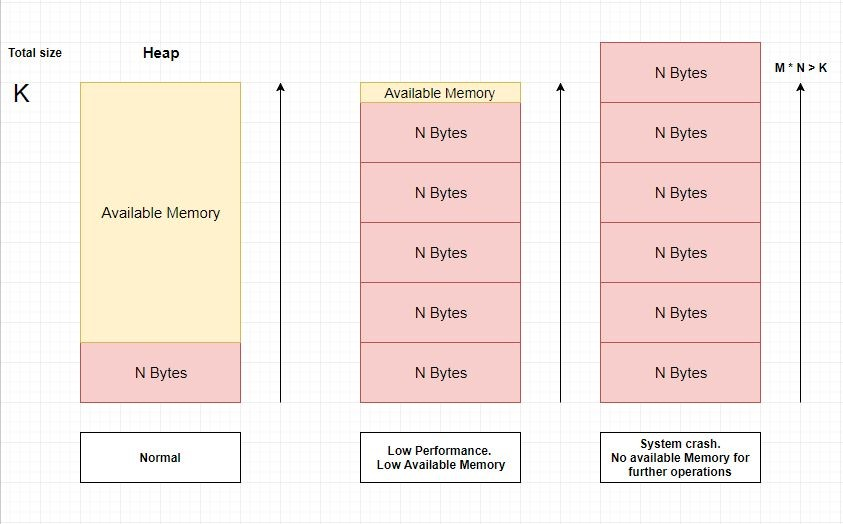 Total size
Heap
K
M * N > K
Available Memory
N Bytes
Normal
Available Memory
N Bytes
N Bytes
N Bytes
N Bytes
N Bytes
Low Performance.
Low Available Memory
N Bytes
N Bytes
N Bytes
N Bytes
N Bytes
N Bytes
System crash.
No available Memory for
further operations